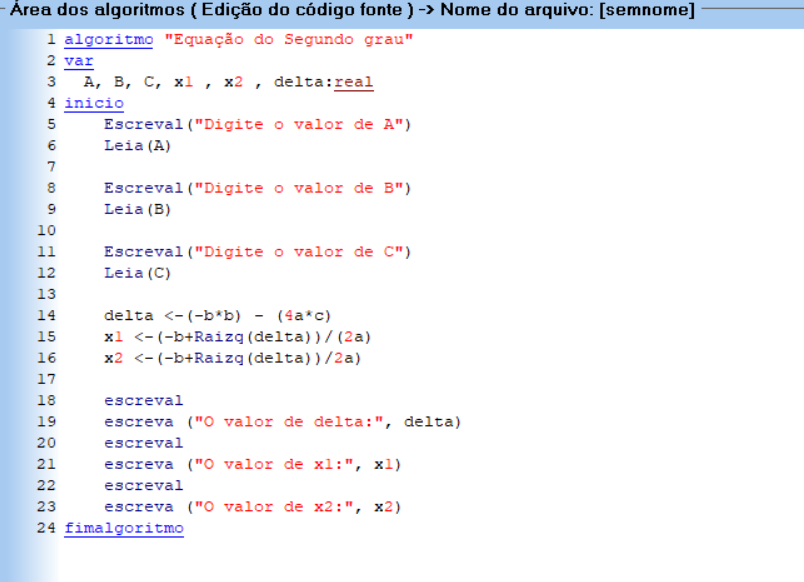 Área dos algoritmos ( Edição do código fonte ) -> Nome do arquivo: [semnome]
1 algoritmo "Equação do Segundo grau"
2 var
3 A, B, C, x1 , x2 , delta:real
4 inicio
5 Escreval("Digite o valor de A")
6 Leia(A)
7
8 Escreval("Digite o valor de B")
9 Leia(B)
10
11 Escreval("Digite o valor de C")
12 Leia(C)
13
14 delta <-(-b*b) - (4a*c)
15 x1 <-(-b+Raizq(delta))/(2a)
16 x2 <-(-b+Raizq(delta))/2a)
17
18 escreval
19 escreva ("O valor de delta:", delta)
20 escreval
21 escreva ("O valor de x1:", x1)
22 escreval
23 escreva ("O valor de x2:", x2)
24 fimalgoritmo